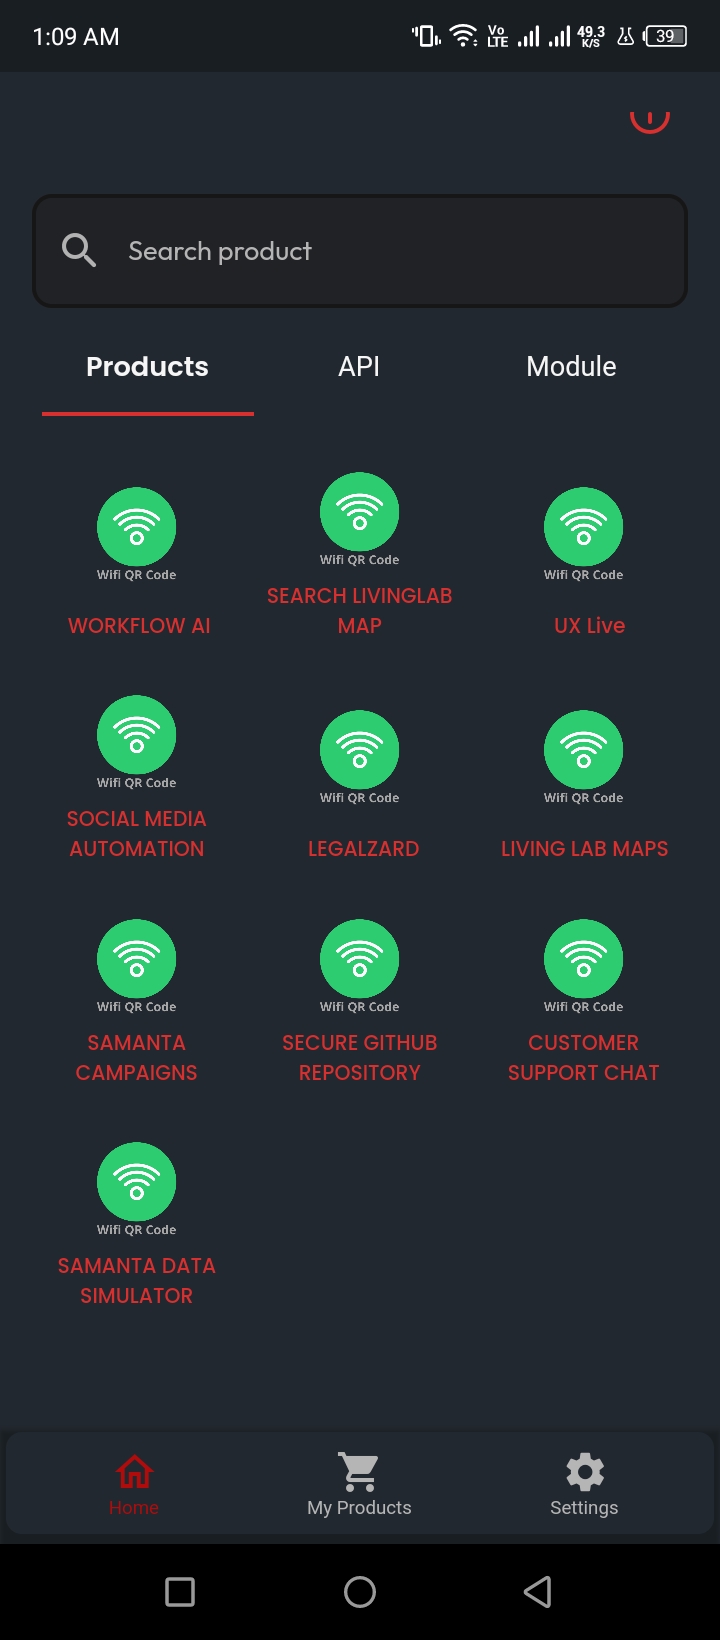 1:09 AM
Vo
LTE
49.3
K/S
39
Search product
Products
API
Module
Wifi QR Code
WORKFLOW AI
Wifi QR Code
SEARCH LIVINGLAB
MAP
Wifi QR Code
UX Live
Wifi QR Code
SOCIAL MEDIA
AUTOMATION
Wifi QR Code
LEGALZARD
Wifi QR Code
LIVING LAB MAPS
Wifi QR Code
SAMANTA
CAMPAIGNS
Wifi QR Code
SECURE GITHUB
REPOSITORY
Wifi QR Code
CUSTOMER
SUPPORT CHAT
Wifi QR Code
SAMANTA DATA
SIMULATOR
Home
My Products
Settings